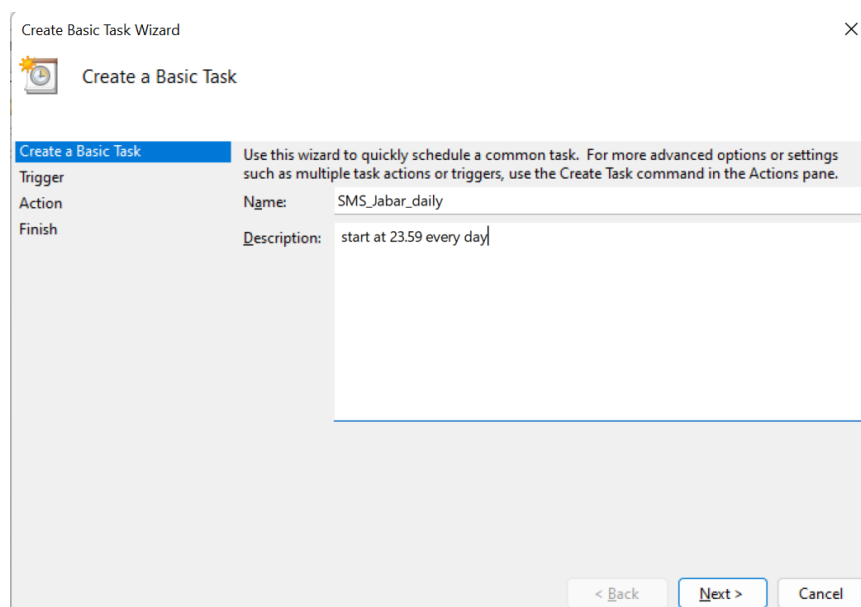 Create Basic Task Wizard
Create a Basic Task
Create a Basic Task
Trigger
Action
Finish
Use this wizard to quickly schedule a common task. For more advanced options or settings
such as multiple task actions or triggers, use the Create Task command in the Actions pane.
Name: SMS_Jabar_daily
Description: start at 23.59 every day
< Back Next > Cancel